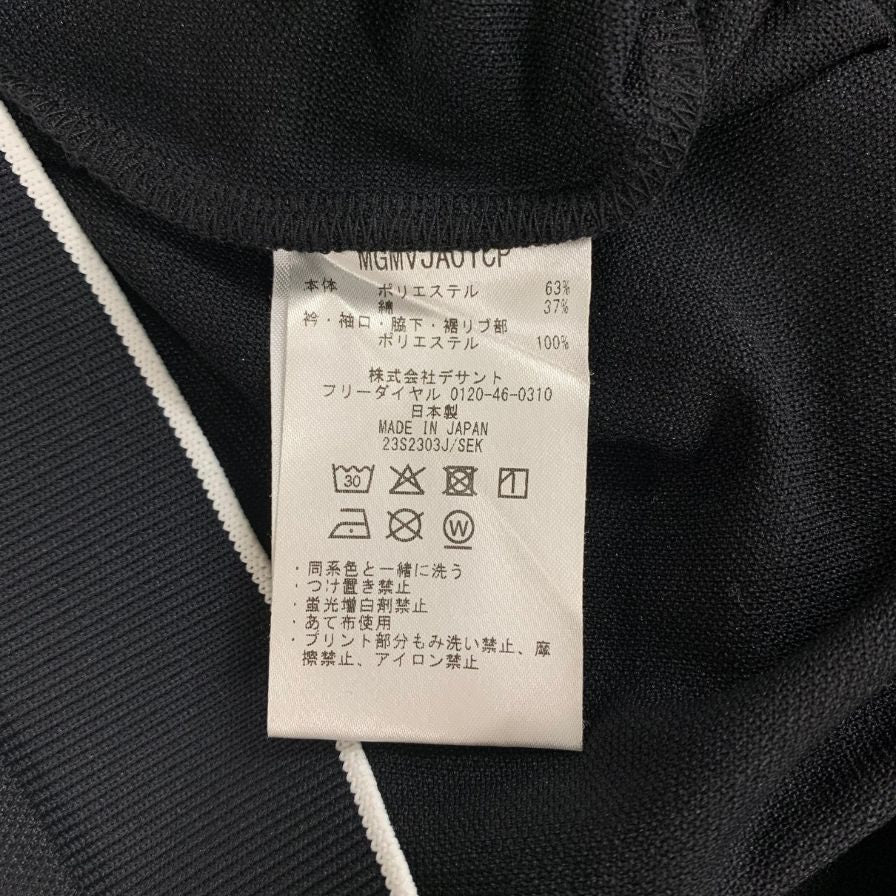 MGMVJA01CP
本体 ポリエステル 63%
綿 37%
衿・袖口・脇下・裾リブ部
ポリエステル 100%
株式会社デサント
フリーダイヤル 0120-46-0310
日本製
MADE IN JAPAN
23S2303J/SEK
30
W
・同系色と一緒に洗う
・つけ置き禁止
・蛍光増白剤禁止
・あて布使用
・プリント部分もみ洗い禁止、摩
擦禁止、アイロン禁止